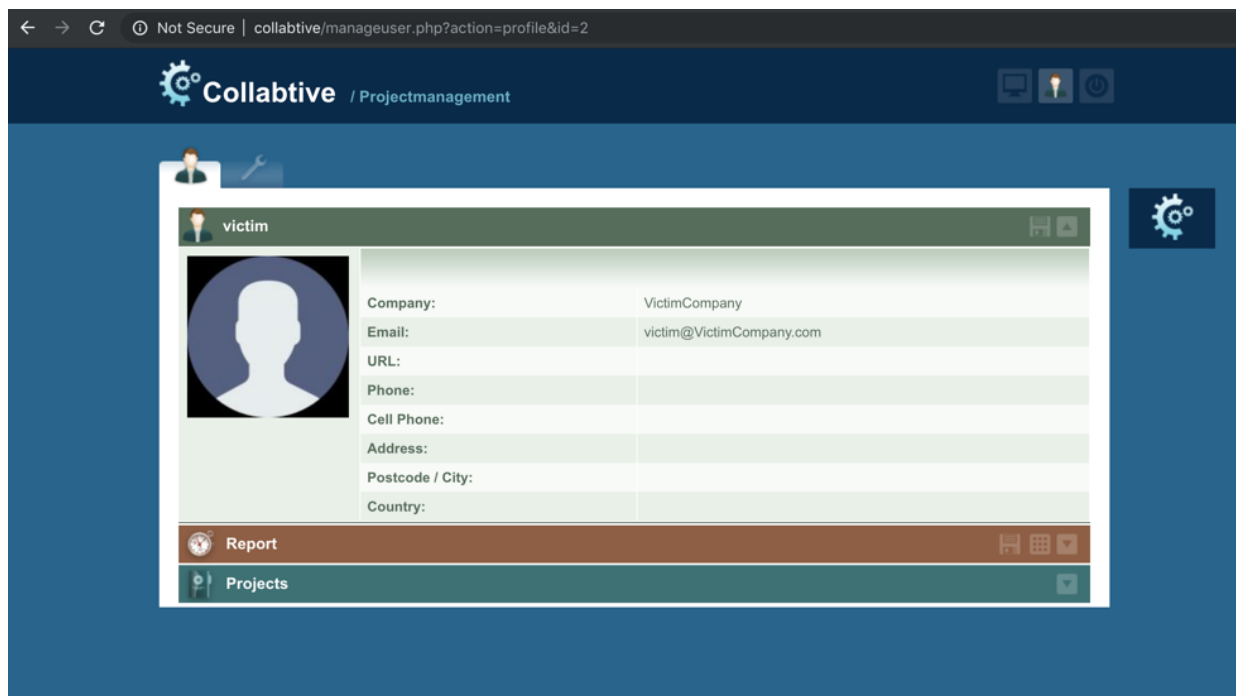 Not Secure | collabtive/manageuser.php?action=profile&id=2
Collabtive / Projectmanagement
victim
Company: VictimCompany
Email: victim@VictimCompany.com
URL:
Phone:
Cell Phone:
Address:
Postcode / City:
Country:
Report
Projects